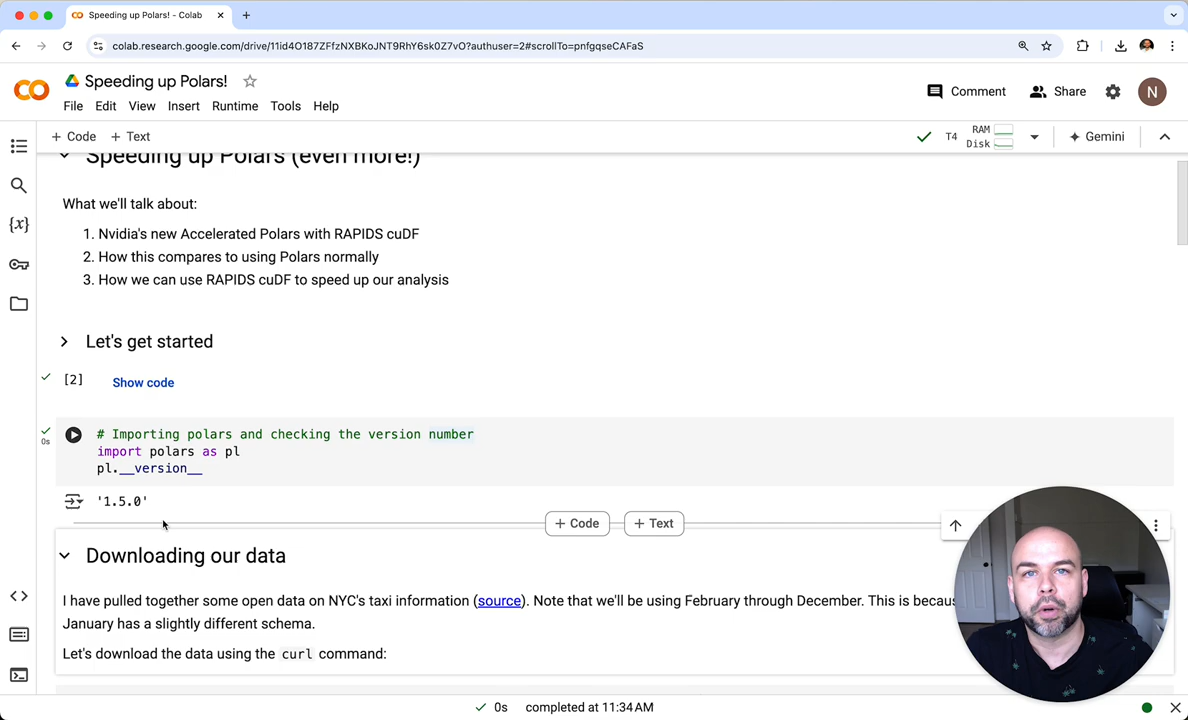 Speeding up Polars! - Colab
colab.research.google.com/drive/11id4O187ZFfzNXBKoJNT9RhY6sk0Z7vO?authuser=2#scrollTo=pnfgqseCAFaS
Speeding up Polars!
Comment
Share
N
File Edit View Insert Runtime Tools Help
+ Code + Text
T4
RAM
Disk
Gemini
Speeding up Polars (even more!)
What we'll talk about:
1. Nvidia's new Accelerated Polars with RAPIDS cuDF
2. How this compares to using Polars normally
3. How we can use RAPIDS cuDF to speed up our analysis
{x}
Let's get started
[2] Show code
0s
# Importing polars and checking the version number
import polars as pl
pl.__version__
'1.5.0'
+ Code + Text
Downloading our data
I have pulled together some open data on NYC's taxi information (source). Note that we'll be using February through December. This is becau
January has a slightly different schema.
Let's download the data using the curl command:
0s completed at 11:34AM